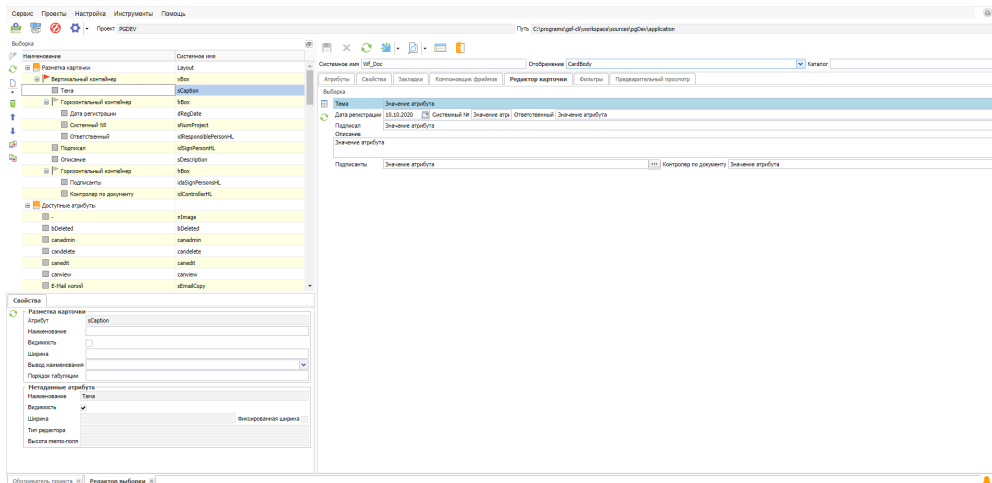 Сервис Проекты Настройка Инструменты Помощь
Проект PGDEV Путь C:\programs\gsf-cli\workspace\sources\pgDev\application
Выборка
Наименование Системное имя
Разметка карточки Layout
Вертикальный контейнер vBox
Тема sCaption
Горизонтальный контейнер hBox
Дата регистрации dRegDate
Системный № sNumProject
Ответственный idResponsiblePersonHL
Подписал idSignPersonHL
Описание sDescription
Горизонтальный контейнер hBox
Подписанты idaSignPersonsHL
Контролер по документу idControllerHL
Доступные атрибуты
- nImage
bDeleted bDeleted
canadmin canadmin
candelete candelete
canedit canedit
canview canview
E-Mail копий sEmailCopy
Свойства
Разметка карточки
Атрибут sCaption
Наименование
Видимость
Ширина
Вывод наименования
Порядок табуляции
Метаданные атрибута
Наименование Тема
Видимость
Ширина Фиксированная ширина
Тип редактора
Высота memo-поля
Системное имя Wf_Doc Отображение CardBody Каталог
Атрибуты Свойства Закладки Компоновщик фреймов Редактор карточки Фильтры Предварительный просмотр
Выборка
Тема Значение атрибута
Дата регистрации 10.10.2020 Системный № Значение атри Ответственный Значение атрибута
Подписал Значение атрибута
Описание
Значение атрибута
Подписанты Значение атрибута ... Контролер по документу Значение атрибута
Обозреватель проекта Редактор выборки